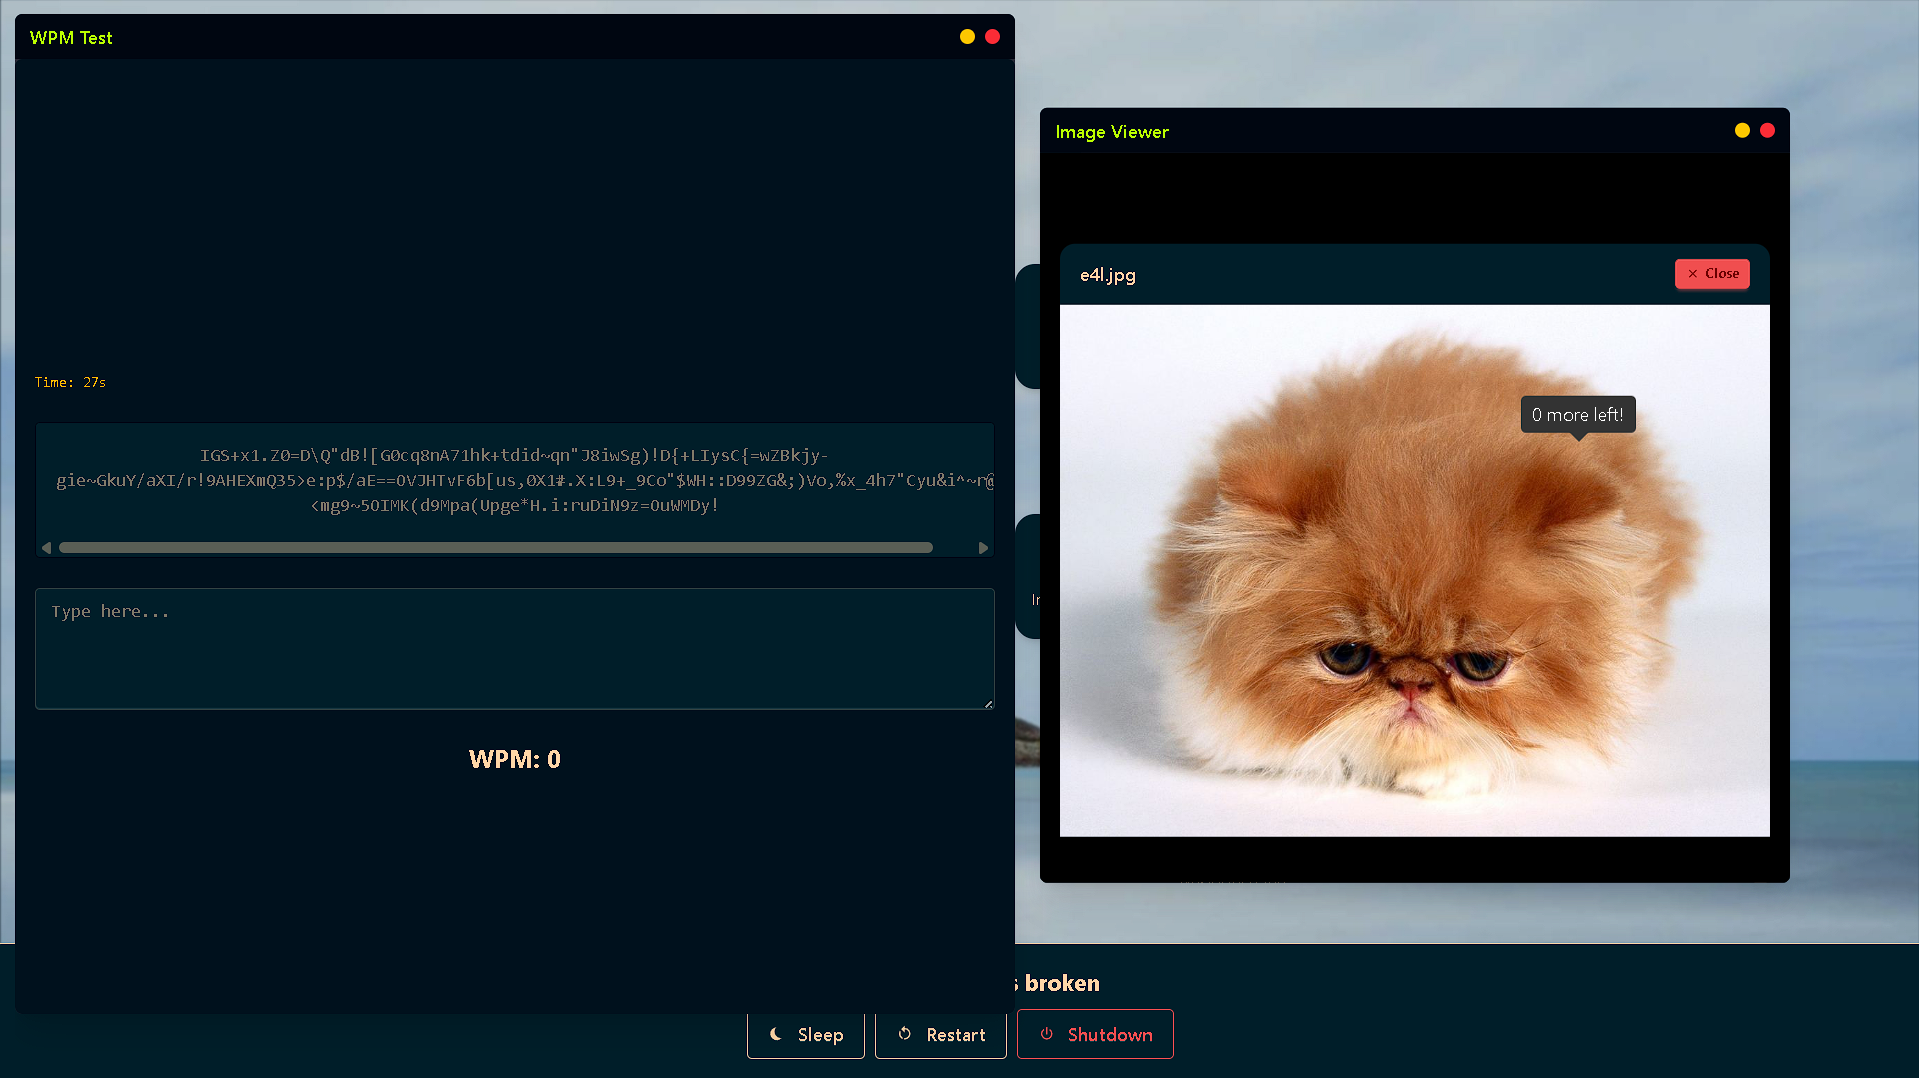 WPM Test
Time: 27s
IGS+x1.Z0=D\Q"dB![G0cq8nA71hk+tdid~qn"J8iwSg)!D{+LIysC{=wZBkjy-
gie~GkuY/aXI/r!9AHEXmQ35>e:p$/aE==0VJHTvF6b[us,0X1#.X:L9+_9Co"$WH::D99ZG&;)Vo,%x_4h7"Cyu&i^~r@
<mg9~5OIMK(d9Mpa(Upge*H.i:ruDiN9z=0uWMDy!
Type here...
WPM: 0
Image Viewer
e4l.jpg
× Close
0 more left!
s broken
Sleep
Restart
Shutdown